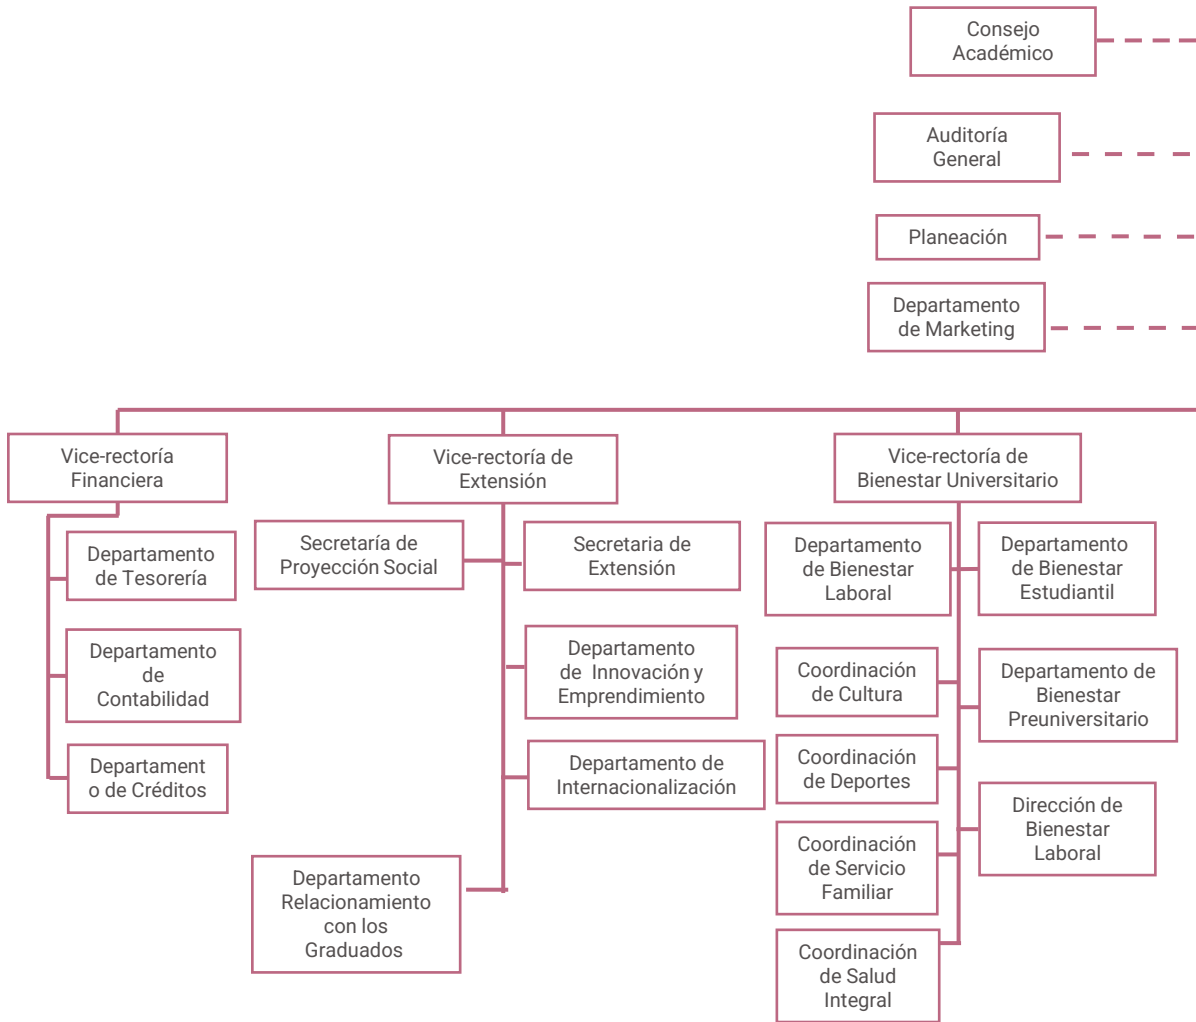 Consejo
Académico
Auditoría
General
Planeación
Departamento
de Marketing
Vice-rectoría
Financiera
Vice-rectoría de
Extensión
Vice-rectoría de
Bienestar Universitario
Departamento
de Tesorería
Departamento
de
Contabilidad
Departament
o de Créditos
Secretaría de
Proyección Social
Secretaria de
Extensión
Departamento
de Innovación y
Emprendimiento
Departamento de
Internacionalización
Departamento
Relacionamiento
con los
Graduados
Departamento
de Bienestar
Laboral
Departamento
de Bienestar
Estudiantil
Coordinación
de Cultura
Departamento de
Bienestar
Preuniversitario
Coordinación
de Deportes
Dirección de
Bienestar
Laboral
Coordinación
de Servicio
Familiar
Coordinación
de Salud
Integral